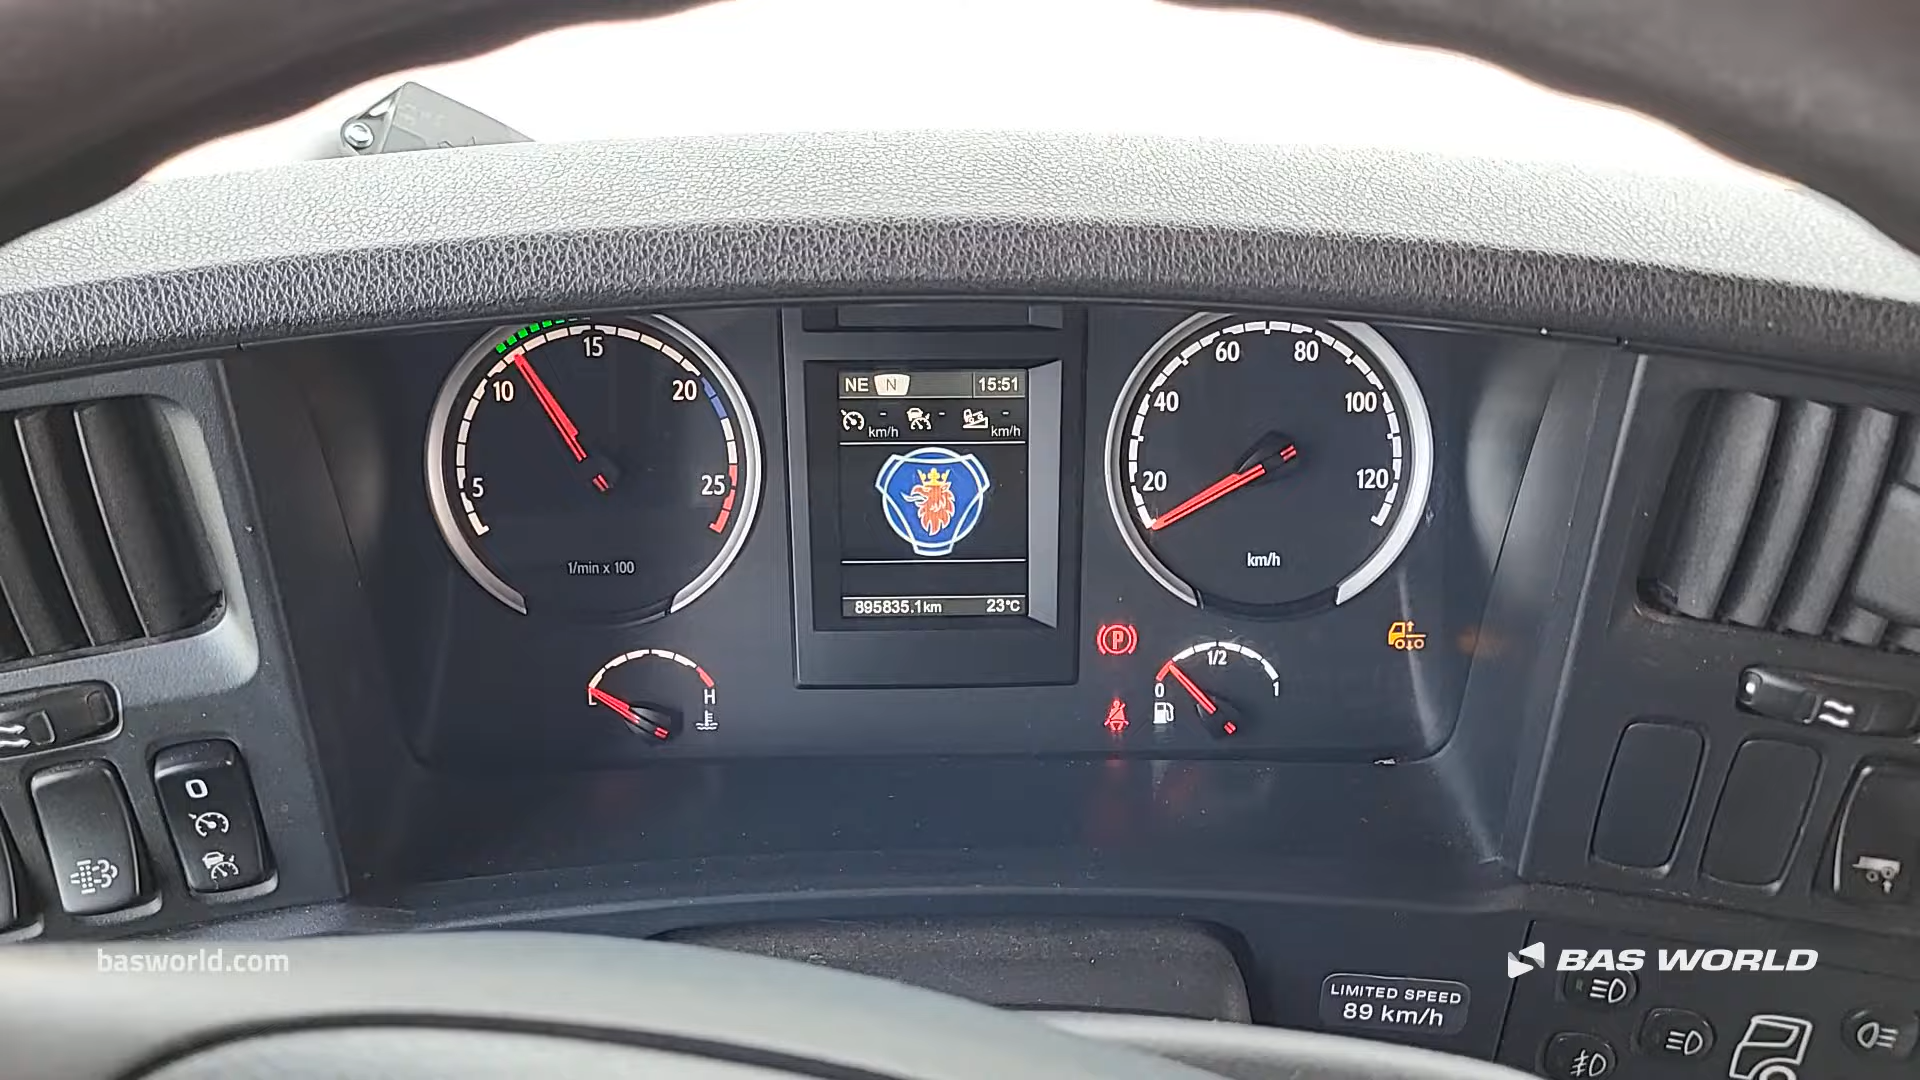 15
10
20
5
25
1/min x 100
H
NE N 15:51
- - -
km/h km/h
895835.1km 23°C
60 80
40 100
20 120
km/h
P
1/2
0 1
0
basworld.com
BAS WORLD
LIMITED SPEED
89 km/h